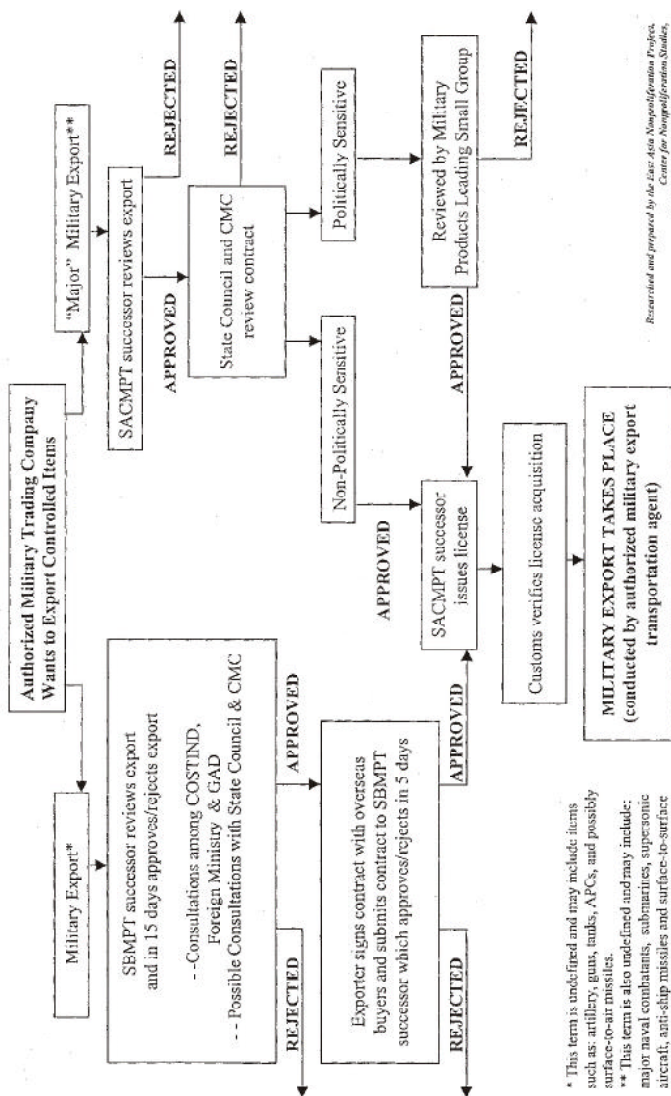 Authorized Military Trading Company
Wants to Export Controlled Items
Military Export*
"Major" Military Export**
SBMPT successor reviews export
and in 15 days approves/rejects export
- -Consultations among COSTIND,
Foreign Ministry & GAD
- - Possible Consultations with State Council & CMC
SACMPT successor reviews export
REJECTED
APPROVED
APPROVED
REJECTED
State Council and CMC
review contract
REJECTED
Exporter signs contract with overseas
buyers and submits contract to SBMPT
successor which approves/rejects in 5 days
Non-Politically Sensitive
Politically Sensitive
REJECTED
APPROVED
APPROVED
APPROVED
Reviewed by Military
Products Leading Small Group
REJECTED
SACMPT successor
issues license
Customs verifies license acquisition
MILITARY EXPORT TAKES PLACE
(conducted by authorized military export
transportation agent)
* This term is undefined and may include items
such as: artillery, guns, tanks, APCs, and possibly
surface-to-air missiles.
** This term is also undefined and may include:
major naval combatants, submarines, supersonic
aircraft, anti-ship missiles and surface-to-surface
Researched and prepared by the East Asia Nonproliferation Project,
Center for Nonproliferation Studies,